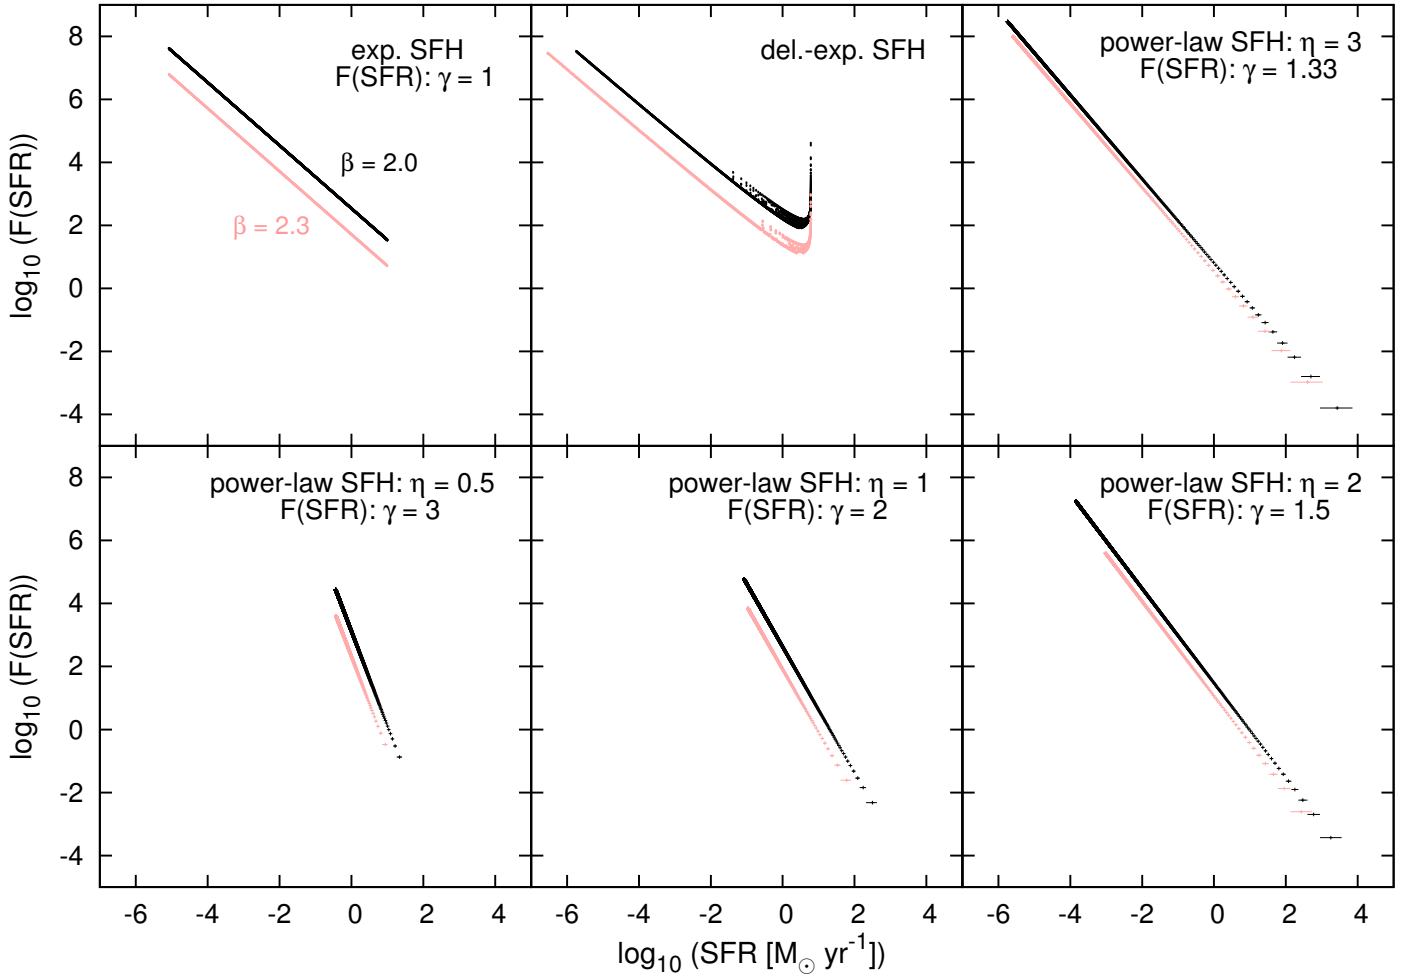 exp. SFH
F(SFR): γ = 1
β = 2.0
β = 2.3
del.-exp. SFH
power-law SFH: η = 3
F(SFR): γ = 1.33
log10 (F(SFR))
8
6
4
2
0
-2
-4
power-law SFH: η = 0.5
F(SFR): γ = 3
power-law SFH: η = 1
F(SFR): γ = 2
power-law SFH: η = 2
F(SFR): γ = 1.5
log10 (F(SFR))
8
6
4
2
0
-2
-4
-6 -4 -2 0 2 4
-6 -4 -2 0 2 4
-6 -4 -2 0 2 4
log10 (SFR [M⊙ yr-1])